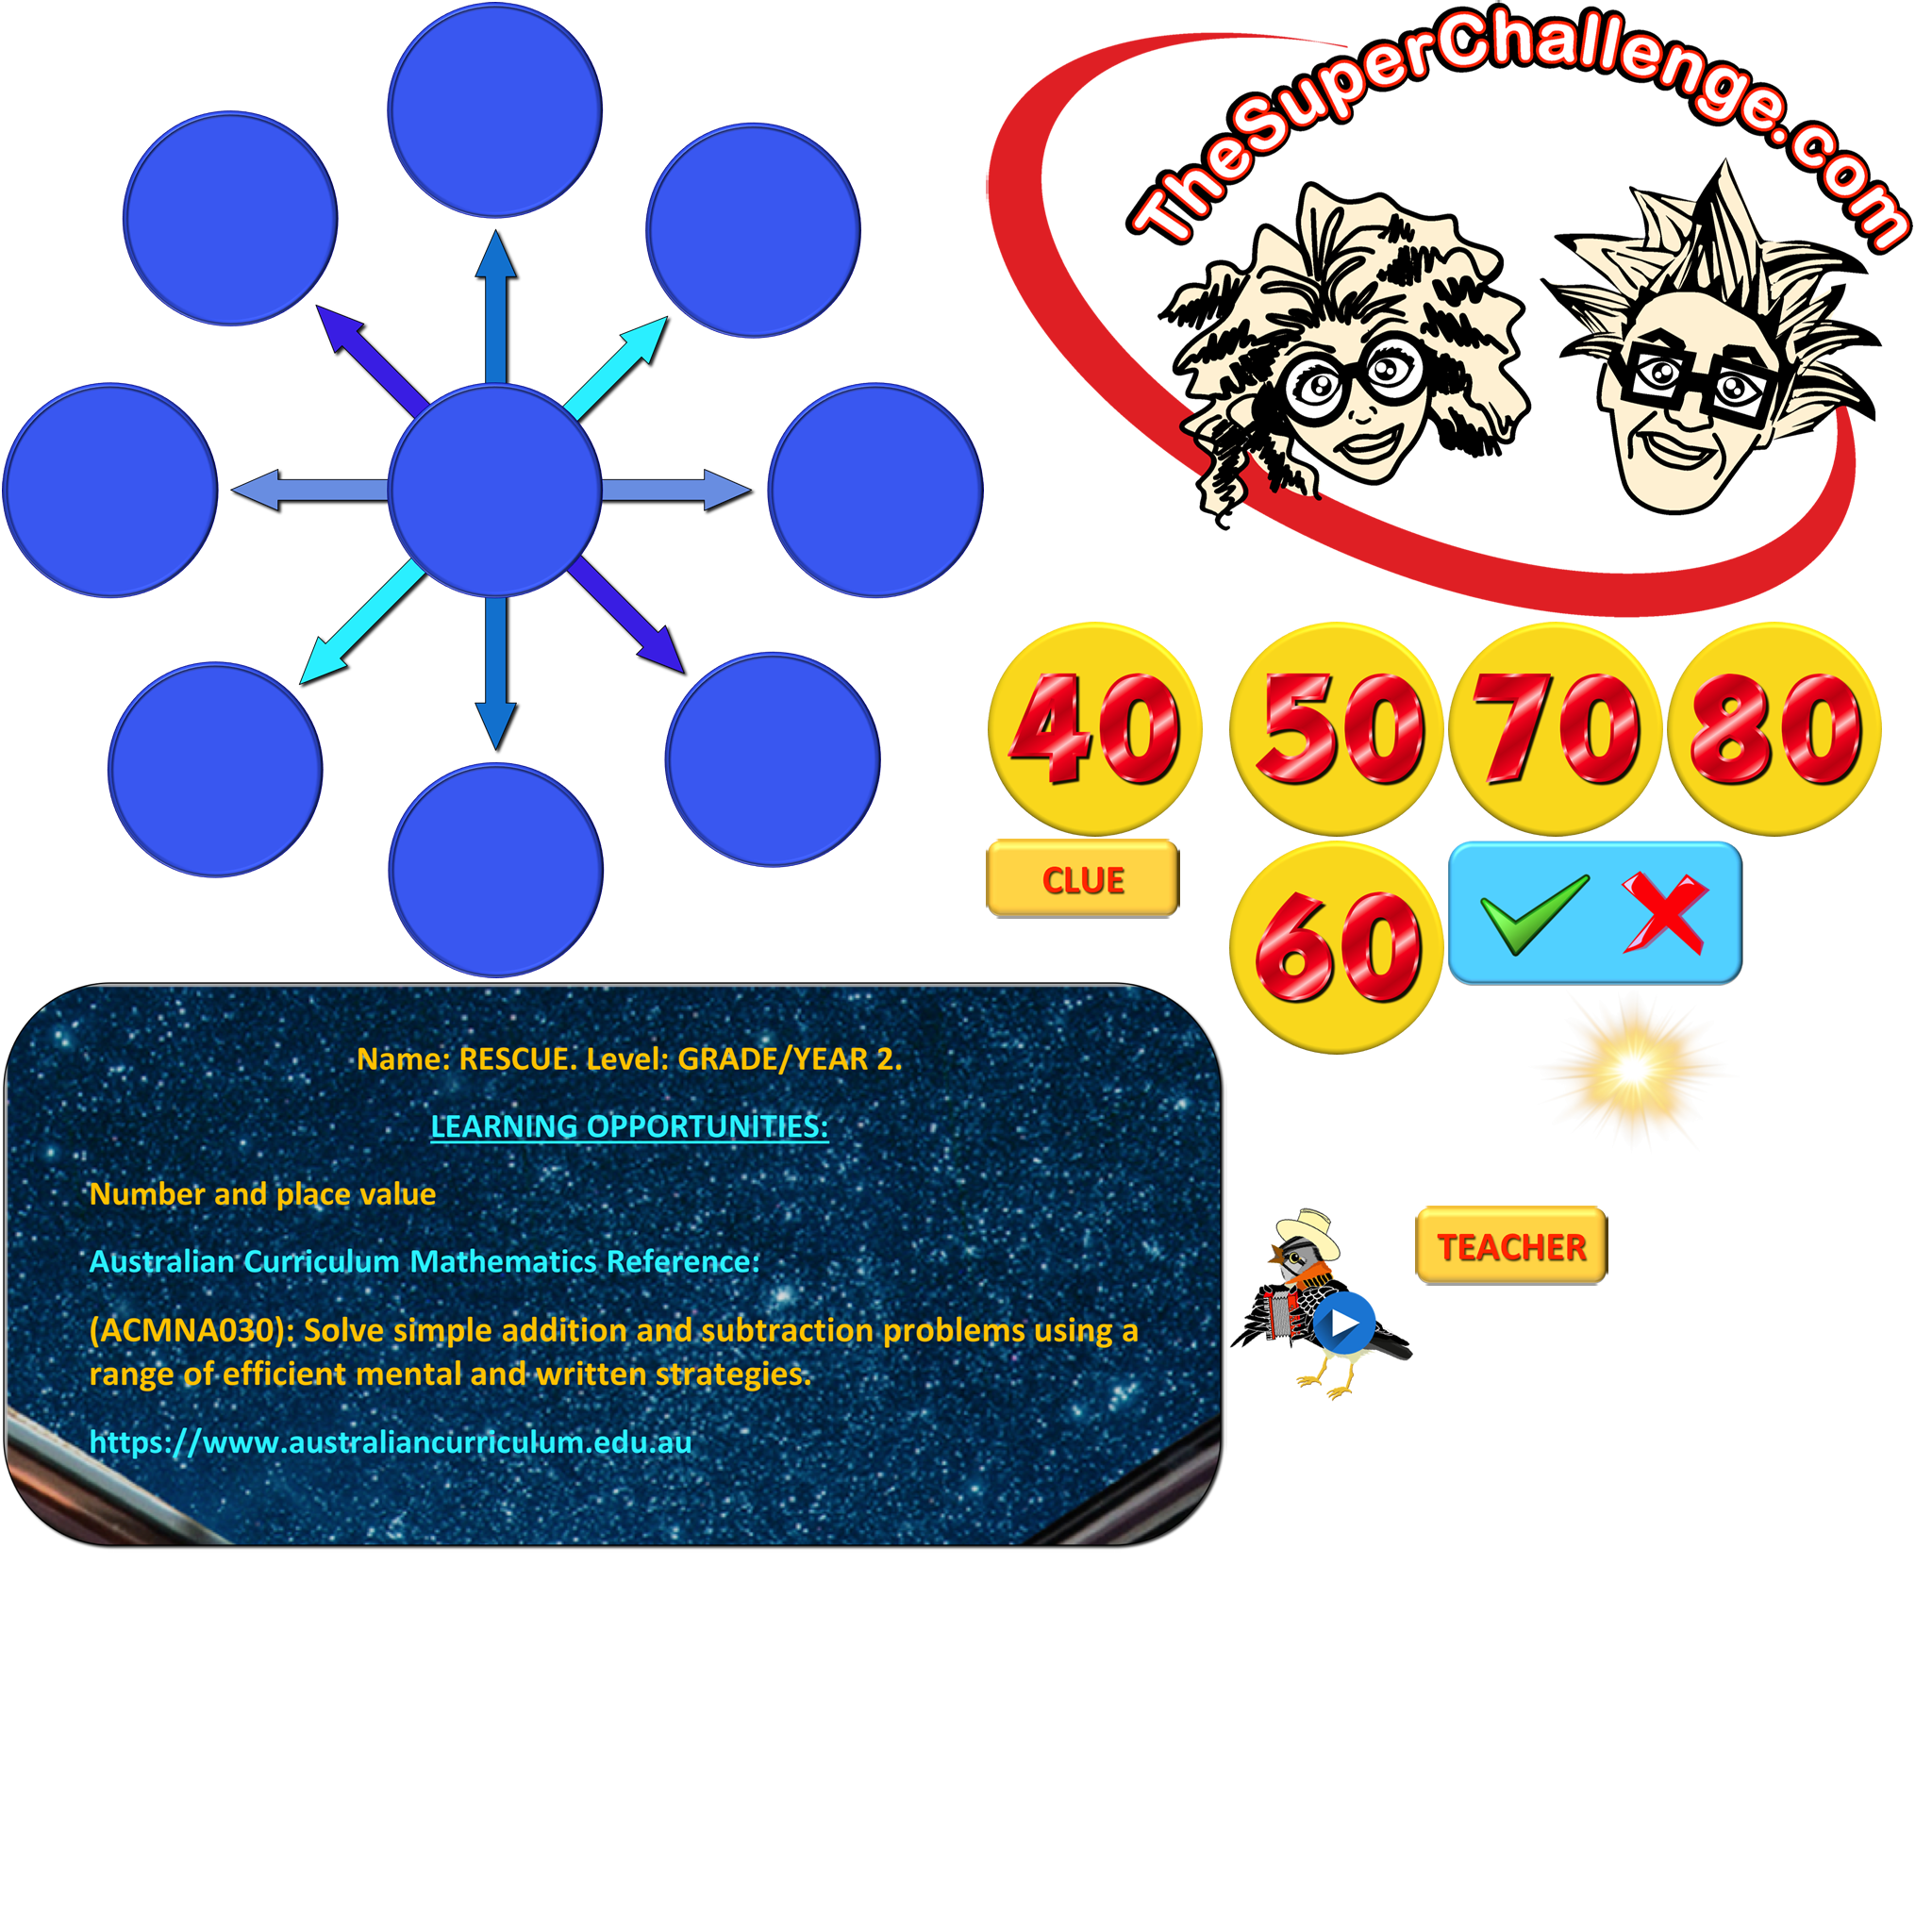 TheSuperChallenge.com
40 50 70 80
CLUE
60
Name: RESCUE. Level: GRADE/YEAR 2.
LEARNING OPPORTUNITIES:
Number and place value
Australian Curriculum Mathematics Reference:
(ACMNA030): Solve simple addition and subtraction problems using a
range of efficient mental and written strategies.
https://www.australiancurriculum.edu.au
TEACHER